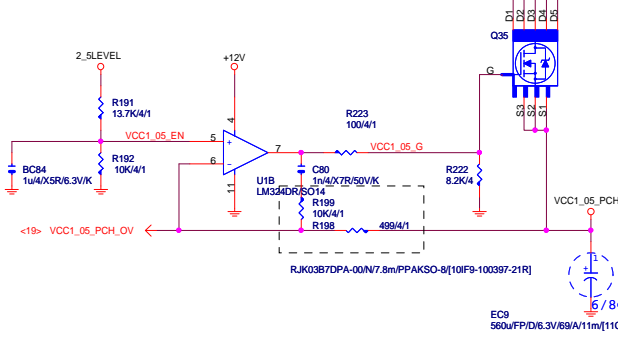 D1 D2 D3 D4 D5
Q35
2_5LEVEL
+12V
G
R191
13.7K/4/1
S3 S2 S1
R223
100/4/1
4
VCC1_05_EN
5
+
7
VCC1_05_G
6
-
BC84
1u/4/X5R/6.3V/K
R192
10K/4/1
11
U1B
LM324DR/SO14
C80
1n/4/X7R/50V/K
R222
8.2K/4
R199
10K/4/1
VCC1_05_PCH
<19> VCC1_05_PCH_OV
R198
499/4/1
RJK03B7DPA-00/N/7.8m/PPAKSO-8/[10IF9-100397-21R]
1
+
6/8
EC9
560u/FP/D/6.3V/69/A/11m/[110